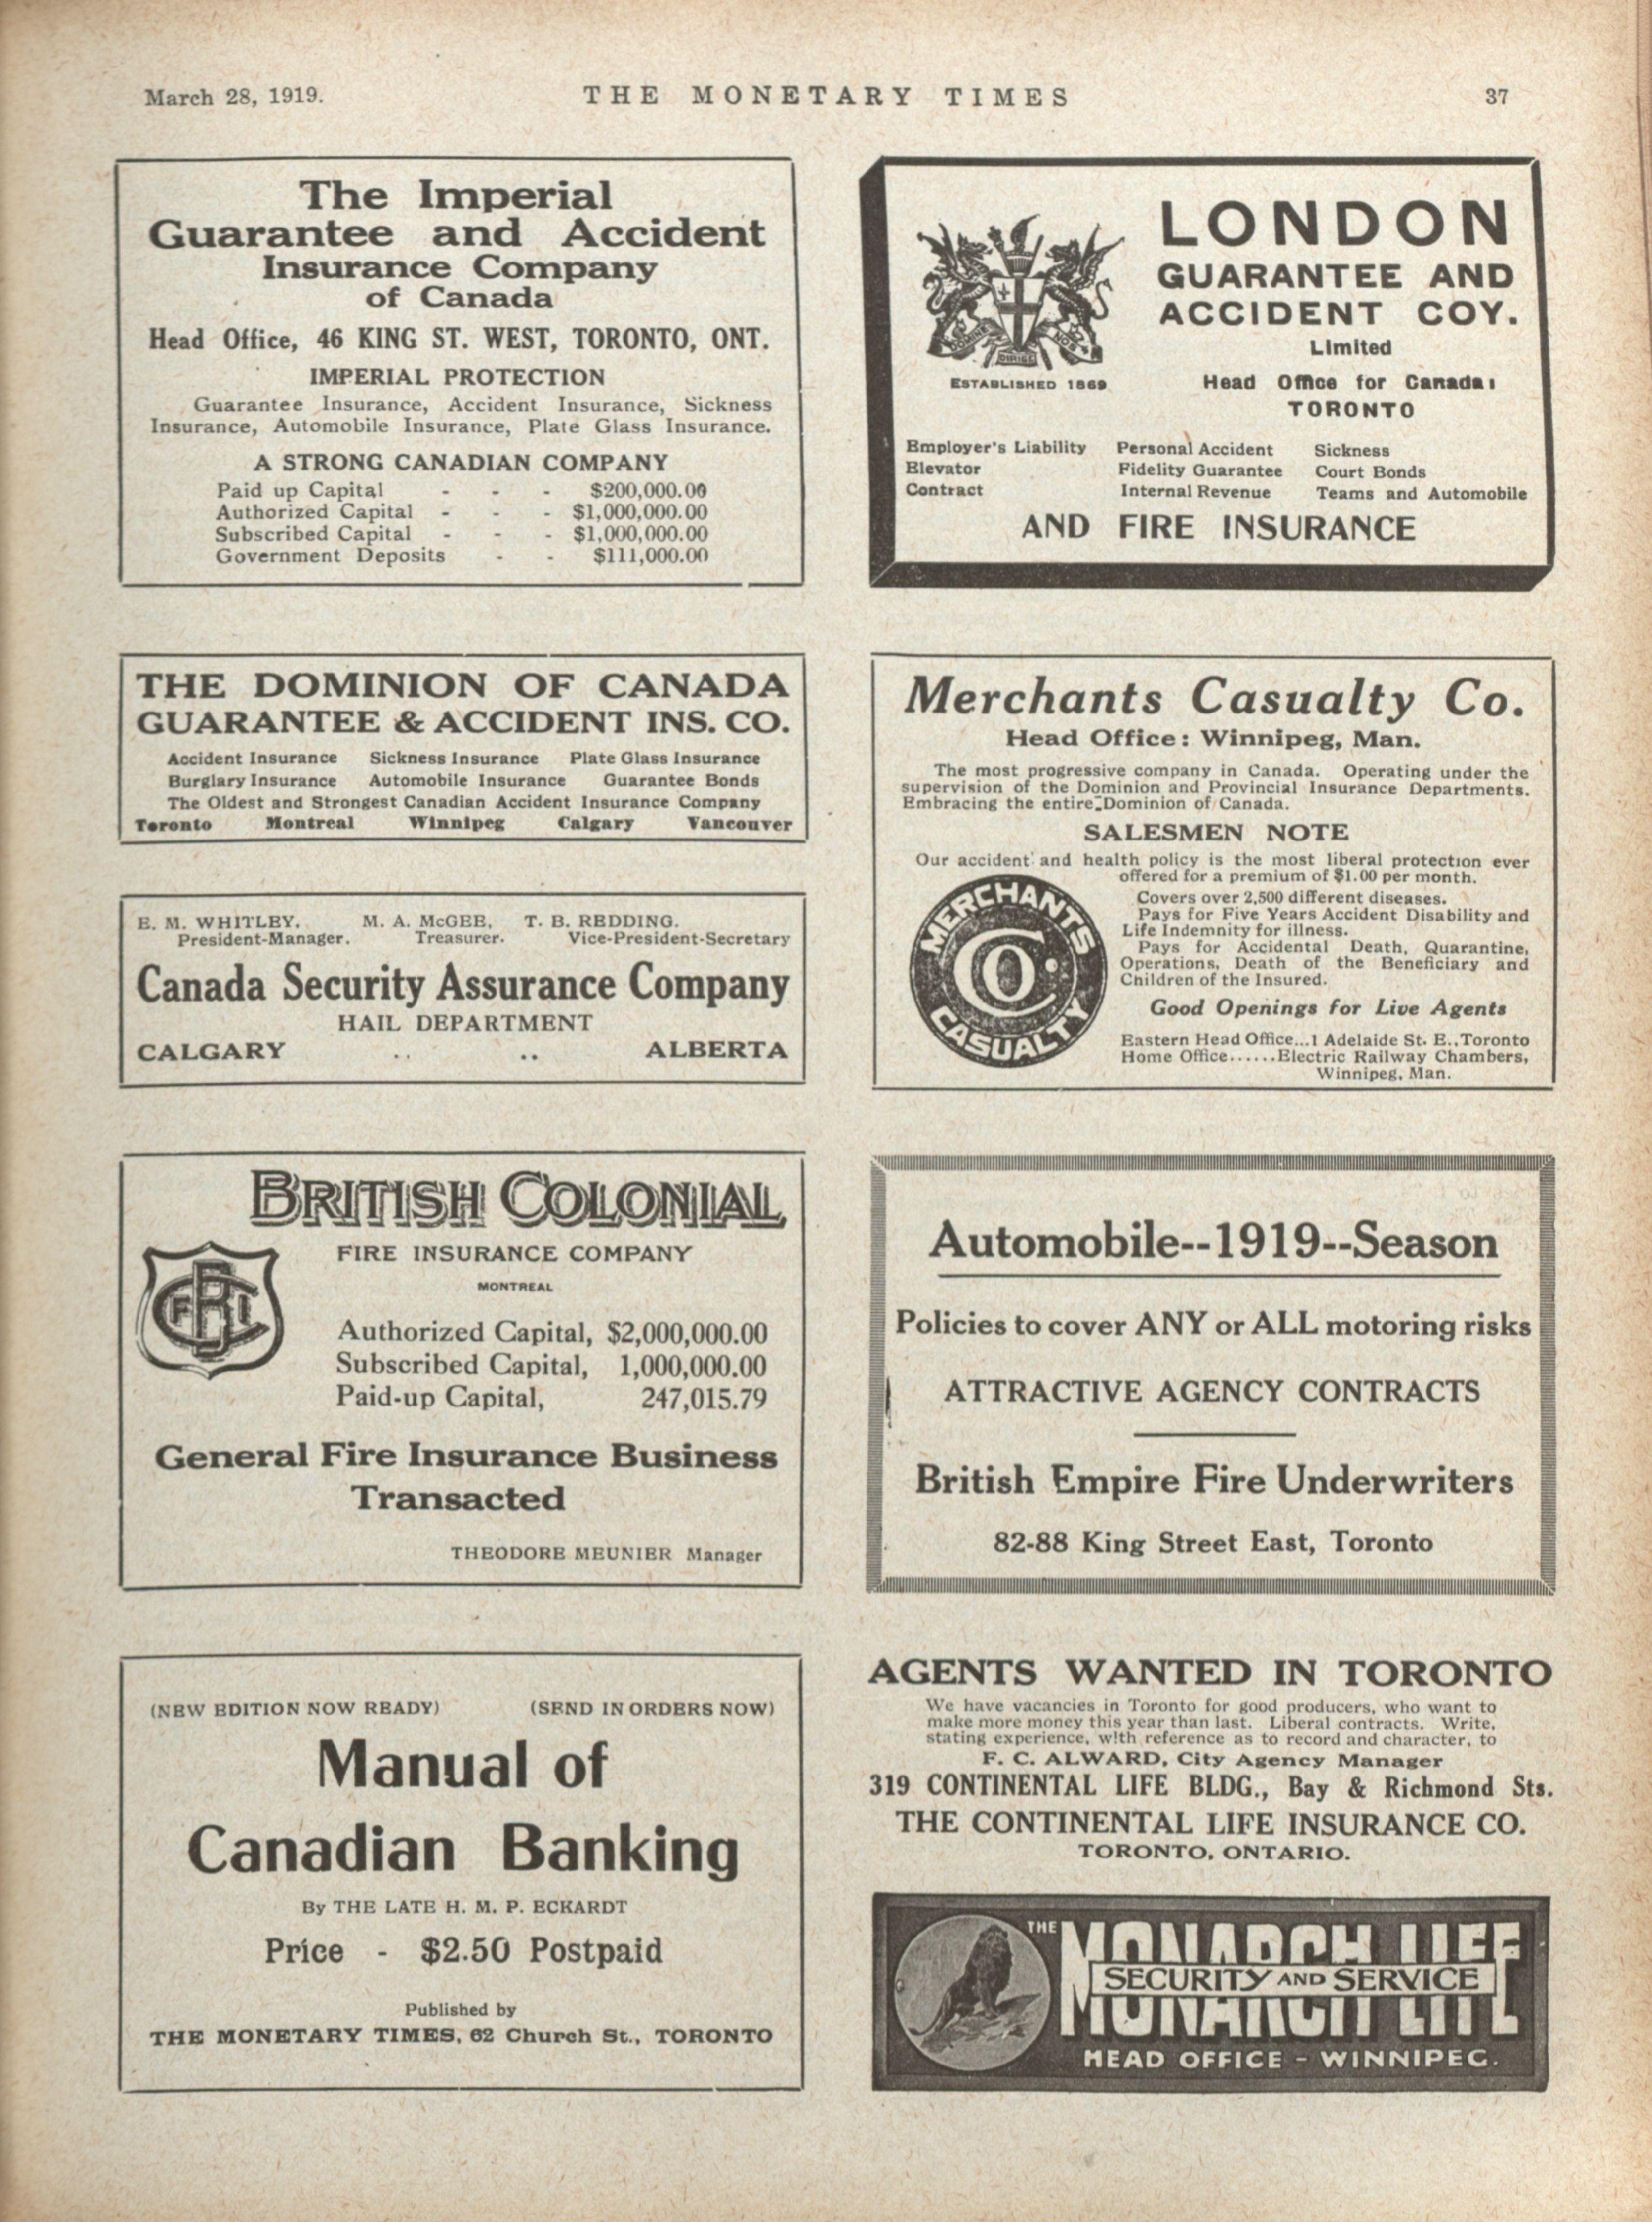 March 28, 1919.
THE MONETARY TIMES
37
The Imperial
Guarantee and Accident
Insurance Company
of Canada
Head Office, 46 KING ST. WEST, TORONTO, ONT.
IMPERIAL PROTECTION
Guarantee Insurance, Accident Insurance, Sickness
Insurance, Automobile Insurance, Plate Glass Insurance.
A STRONG CANADIAN COMPANY
Paid up Capital - - - $200,000.00
Authorized Capital - - - $1,000,000.00
Subscribed Capital - - - $1,000,000.00
Government Deposits - - $111,000.00
THE DOMINION OF CANADA
GUARANTEE & ACCIDENT INS. CO.
Accident Insurance Sickness Insurance Plate Glass Insurance
Burglary Insurance Automobile Insurance Guarantee Bonds
The Oldest and Strongest Canadian Accident Insurance Company
Toronto Montreal Winnipeg Calgary Vancouver
E. M. WHITLEY, M. A. McGEE, T. B. REDDING.
President-Manager. Treasurer. Vice-President-Secretary
Canada Security Assurance Company
HAIL DEPARTMENT
CALGARY .. .. ALBERTA
BRITISH COLONIAL
FIRE INSURANCE COMPANY
MONTREAL
Authorized Capital, $2,000,000.00
Subscribed Capital, 1,000,000.00
Paid-up Capital, 247,015.79
General Fire Insurance Business
Transacted
THEODORE MEUNIER Manager
(NEW EDITION NOW READY) (SEND IN ORDERS NOW)
Manual of
Canadian Banking
By THE LATE H. M. P. ECKARDT
Price - $2.50 Postpaid
Published by
THE MONETARY TIMES, 62 Church St., TORONTO
LONDON
GUARANTEE AND
ACCIDENT COY.
Limited
DOMINE DIRIGE NOS
ESTABLISHED 1869
Head Office for Canada:
TORONTO
Employer's Liability Personal Accident Sickness
Elevator Fidelity Guarantee Court Bonds
Contract Internal Revenue Teams and Automobile
AND FIRE INSURANCE
Merchants Casualty Co.
Head Office: Winnipeg, Man.
The most progressive company in Canada. Operating under the
supervision of the Dominion and Provincial Insurance Departments.
Embracing the entire Dominion of Canada.
SALESMEN NOTE
Our accident and health policy is the most liberal protection ever
offered for a premium of $1.00 per month.
Covers over 2,500 different diseases.
Pays for Five Years Accident Disability and
Life Indemnity for illness.
Pays for Accidental Death, Quarantine,
Operations, Death of the Beneficiary and
Children of the Insured.
Good Openings for Live Agents
Eastern Head Office...1 Adelaide St. E., Toronto
Home Office......Electric Railway Chambers,
Winnipeg, Man.
MERCHANTS
CO.
CASUALTY
Automobile--1919--Season
Policies to cover ANY or ALL motoring risks
ATTRACTIVE AGENCY CONTRACTS
British Empire Fire Underwriters
82-88 King Street East, Toronto
AGENTS WANTED IN TORONTO
We have vacancies in Toronto for good producers, who want to
make more money this year than last. Liberal contracts. Write,
stating experience, with reference as to record and character, to
F. C. ALWARD, City Agency Manager
319 CONTINENTAL LIFE BLDG., Bay & Richmond Sts.
THE CONTINENTAL LIFE INSURANCE CO.
TORONTO, ONTARIO.
THE MONARCH LIFE
SECURITY AND SERVICE
MONARCH LIFE
HEAD OFFICE - WINNIPEG.